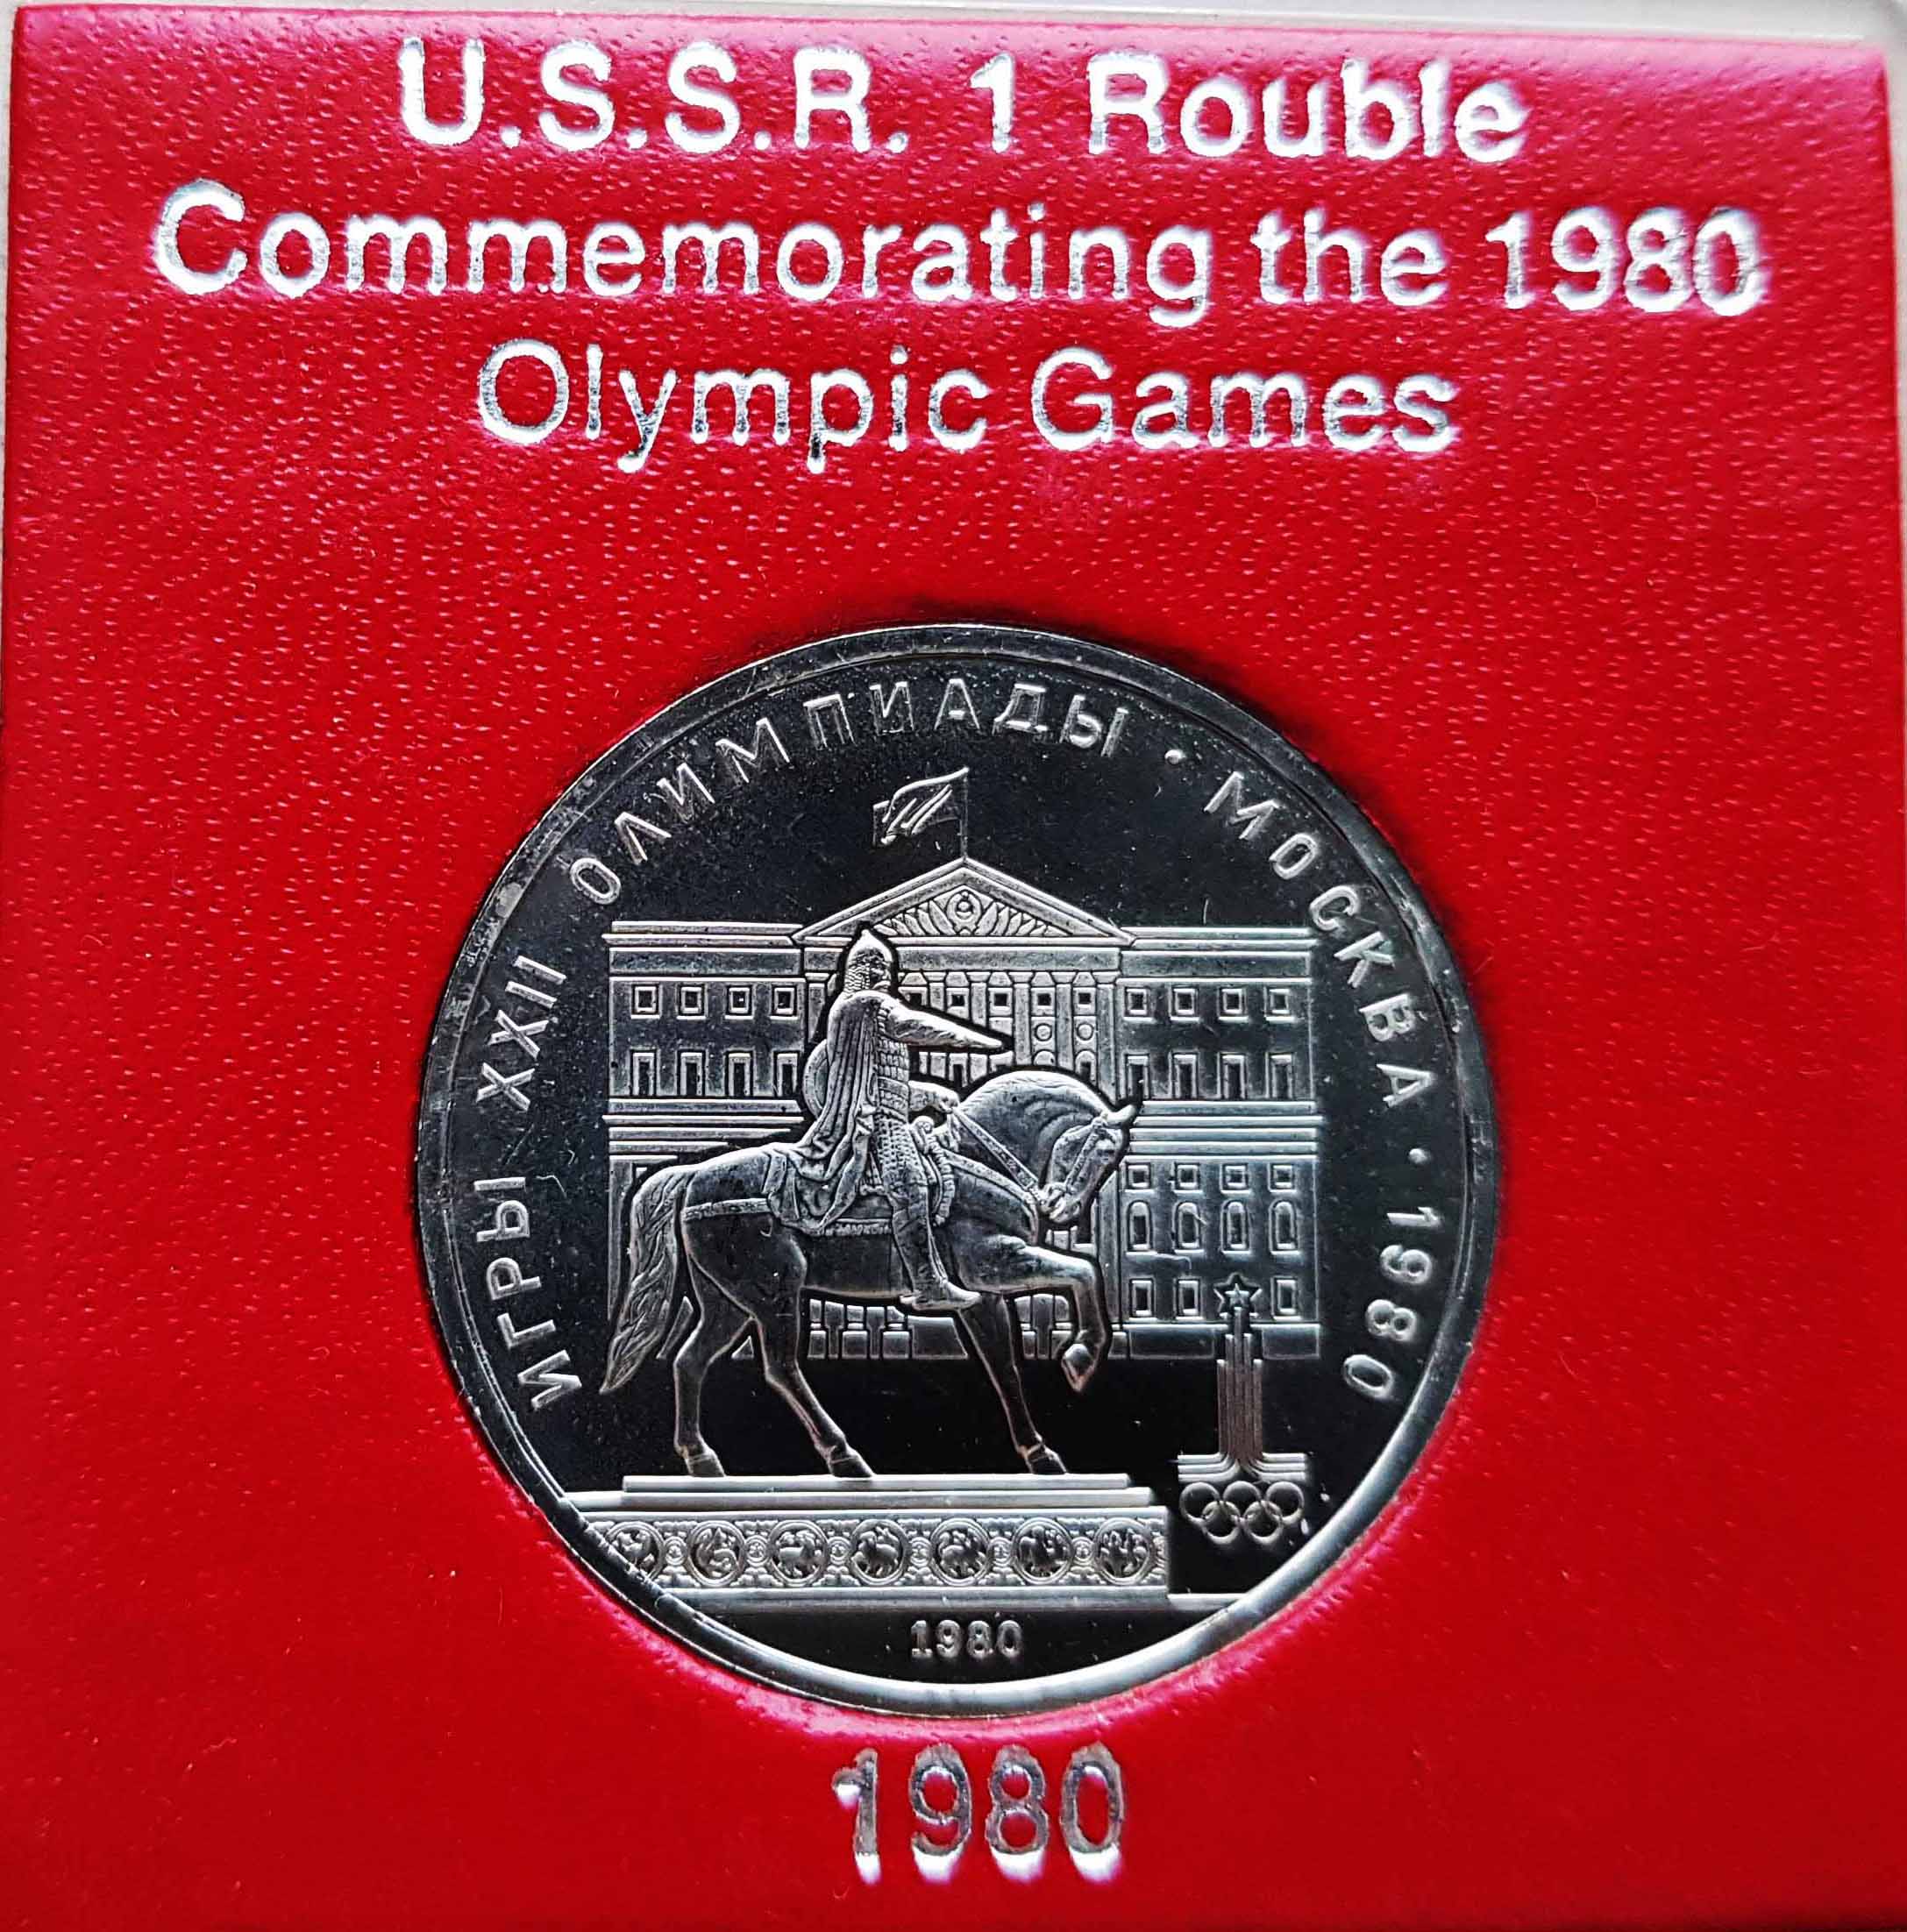 U.S.S.R. 1 Rouble
Commemorating the 1980
Olympic Games
ИГРЫ XXII ОЛИМПИАДЫ · МОСКВА · 1980
1980
1980